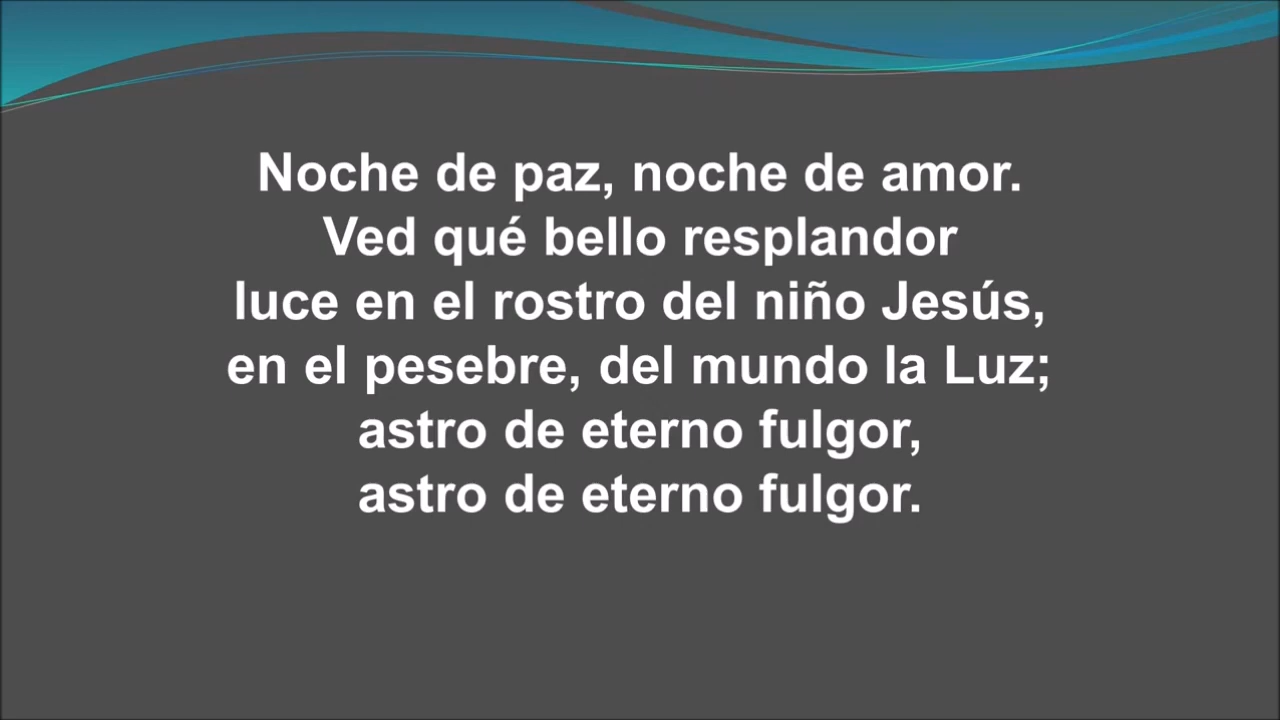 Noche de paz, noche de amor.
Ved qué bello resplandor
luce en el rostro del niño Jesús,
en el pesebre, del mundo la Luz;
astro de eterno fulgor,
astro de eterno fulgor.